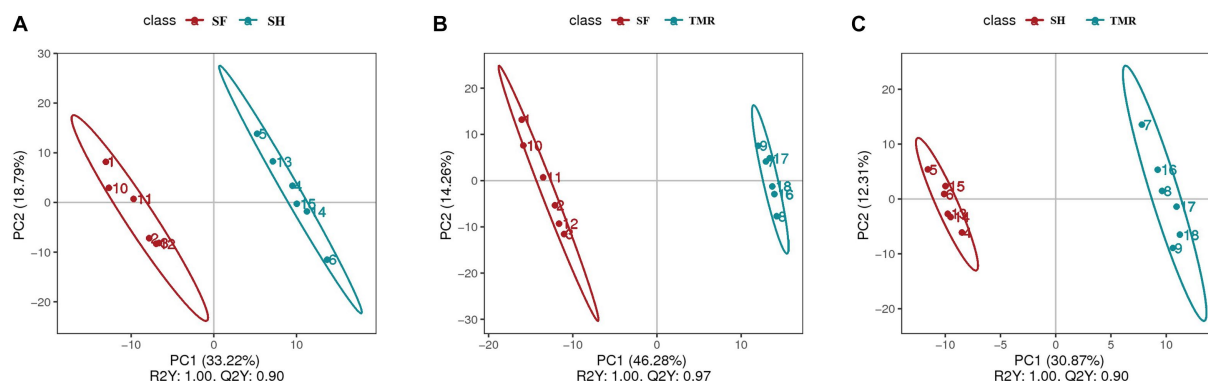 class SF SH
A
30
20
10
0
−10
−20
PC2 (18.79%)
1
10
11
2
12
5
13
4
15
14
6
−10 0 10
PC1 (33.22%)
R2Y: 1.00, Q2Y: 0.90
class SF TMR
B
20
10
0
−10
−20
−30
PC2 (14.26%)
1
10
11
2
12
3
9
17
7
18
16
8
−20 −10 0 10
PC1 (46.28%)
R2Y: 1.00, Q2Y: 0.97
class SH TMR
C
20
10
0
−10
−20
PC2 (12.31%)
5
15
6
13
14
4
7
16
8
17
18
9
−10 −5 0 5 10
PC1 (30.87%)
R2Y: 1.00, Q2Y: 0.90